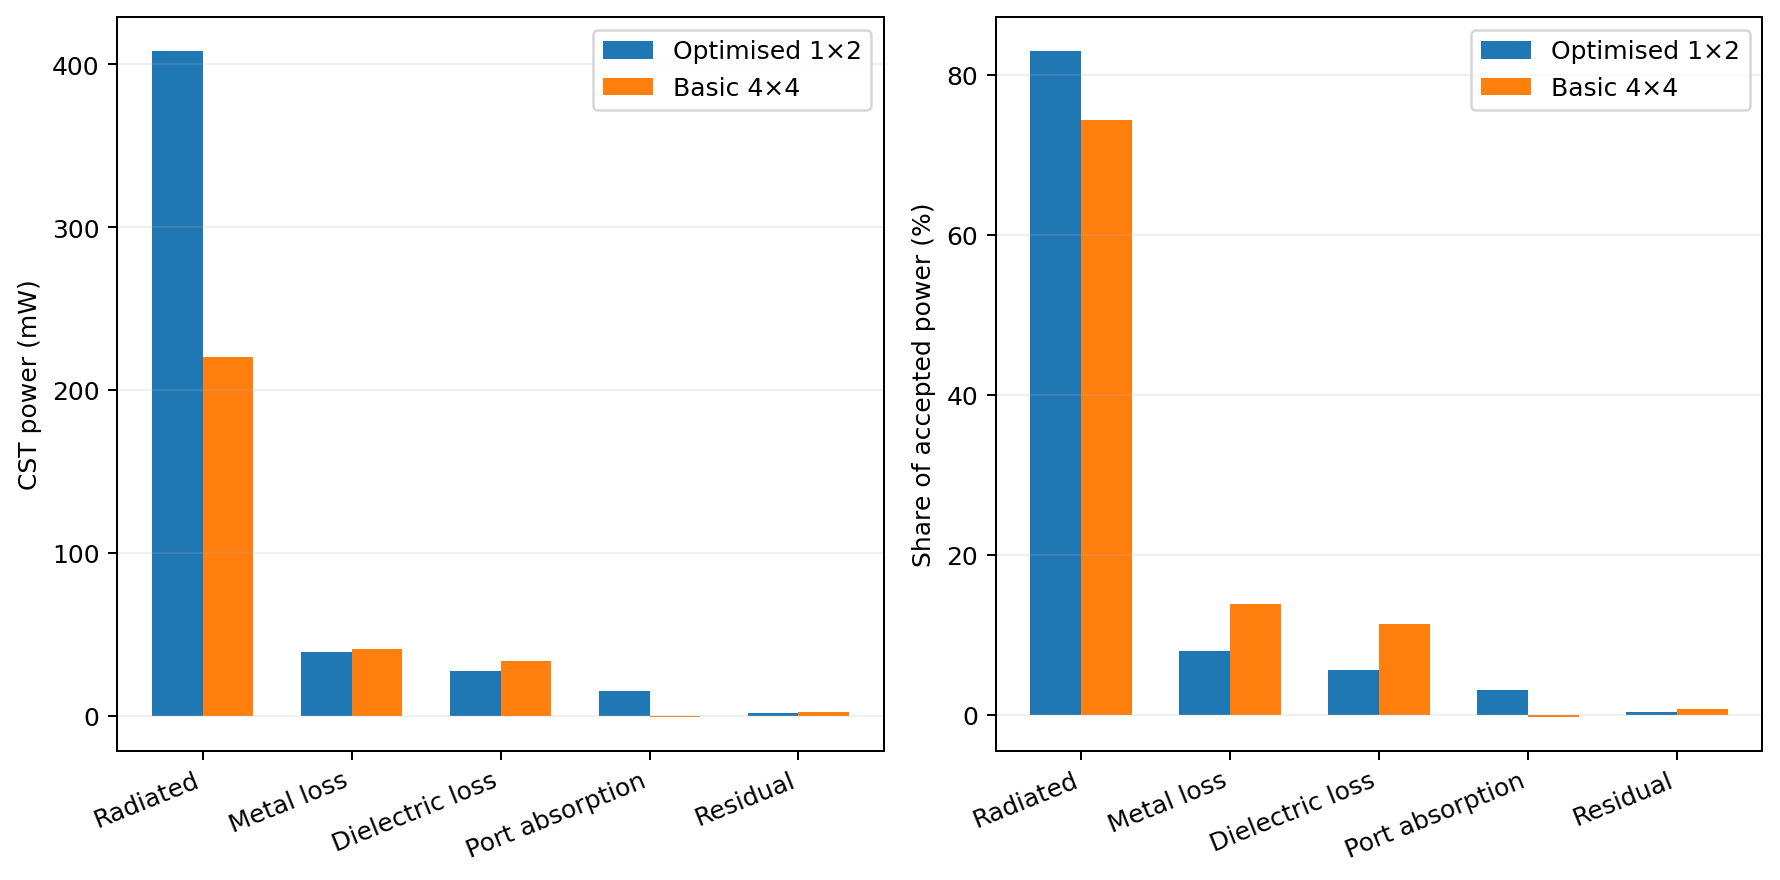 CST power (mW)
400
300
200
100
0
Optimised 1×2
Basic 4×4
Radiated
Metal loss
Dielectric loss
Port absorption
Residual
Share of accepted power (%)
80
60
40
20
0
Optimised 1×2
Basic 4×4
Radiated
Metal loss
Dielectric loss
Port absorption
Residual